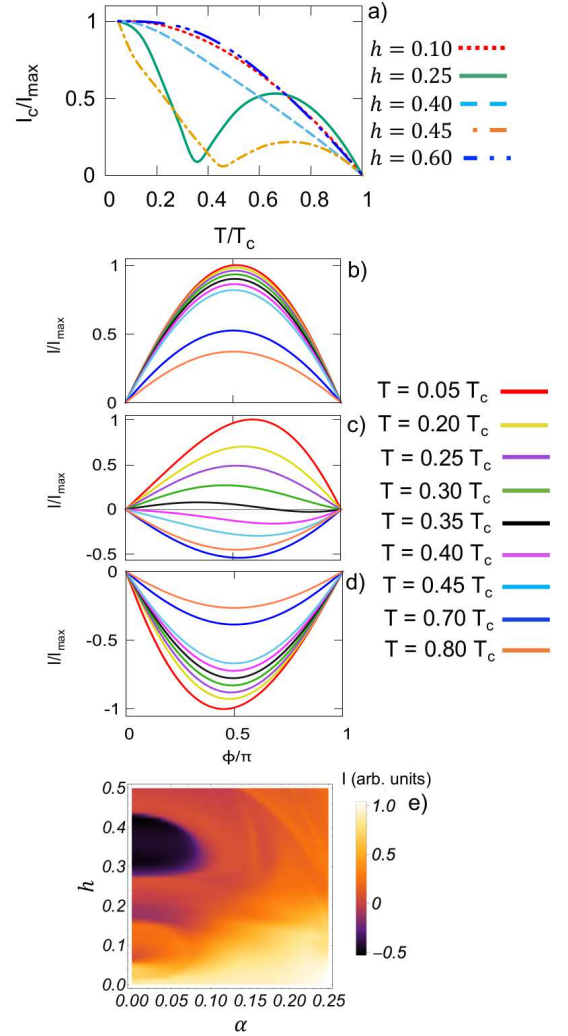 a)
I_c/I_max
1
0.5
0
0 0.2 0.4 0.6 0.8 1
T/T_c
h = 0.10
h = 0.25
h = 0.40
h = 0.45
h = 0.60
b)
I/I_max
1
0.5
0
c)
I/I_max
1
0.5
0
-0.5
d)
I/I_max
0
-0.5
-1
0 0.5 1
ϕ/π
T = 0.05 T_c
T = 0.20 T_c
T = 0.25 T_c
T = 0.30 T_c
T = 0.35 T_c
T = 0.40 T_c
T = 0.45 T_c
T = 0.70 T_c
T = 0.80 T_c
I (arb. units)
e)
h
0.5
0.4
0.3
0.2
0.1
0.0
0.00 0.05 0.10 0.15 0.20 0.25
α
1.0
0.5
0
−0.5